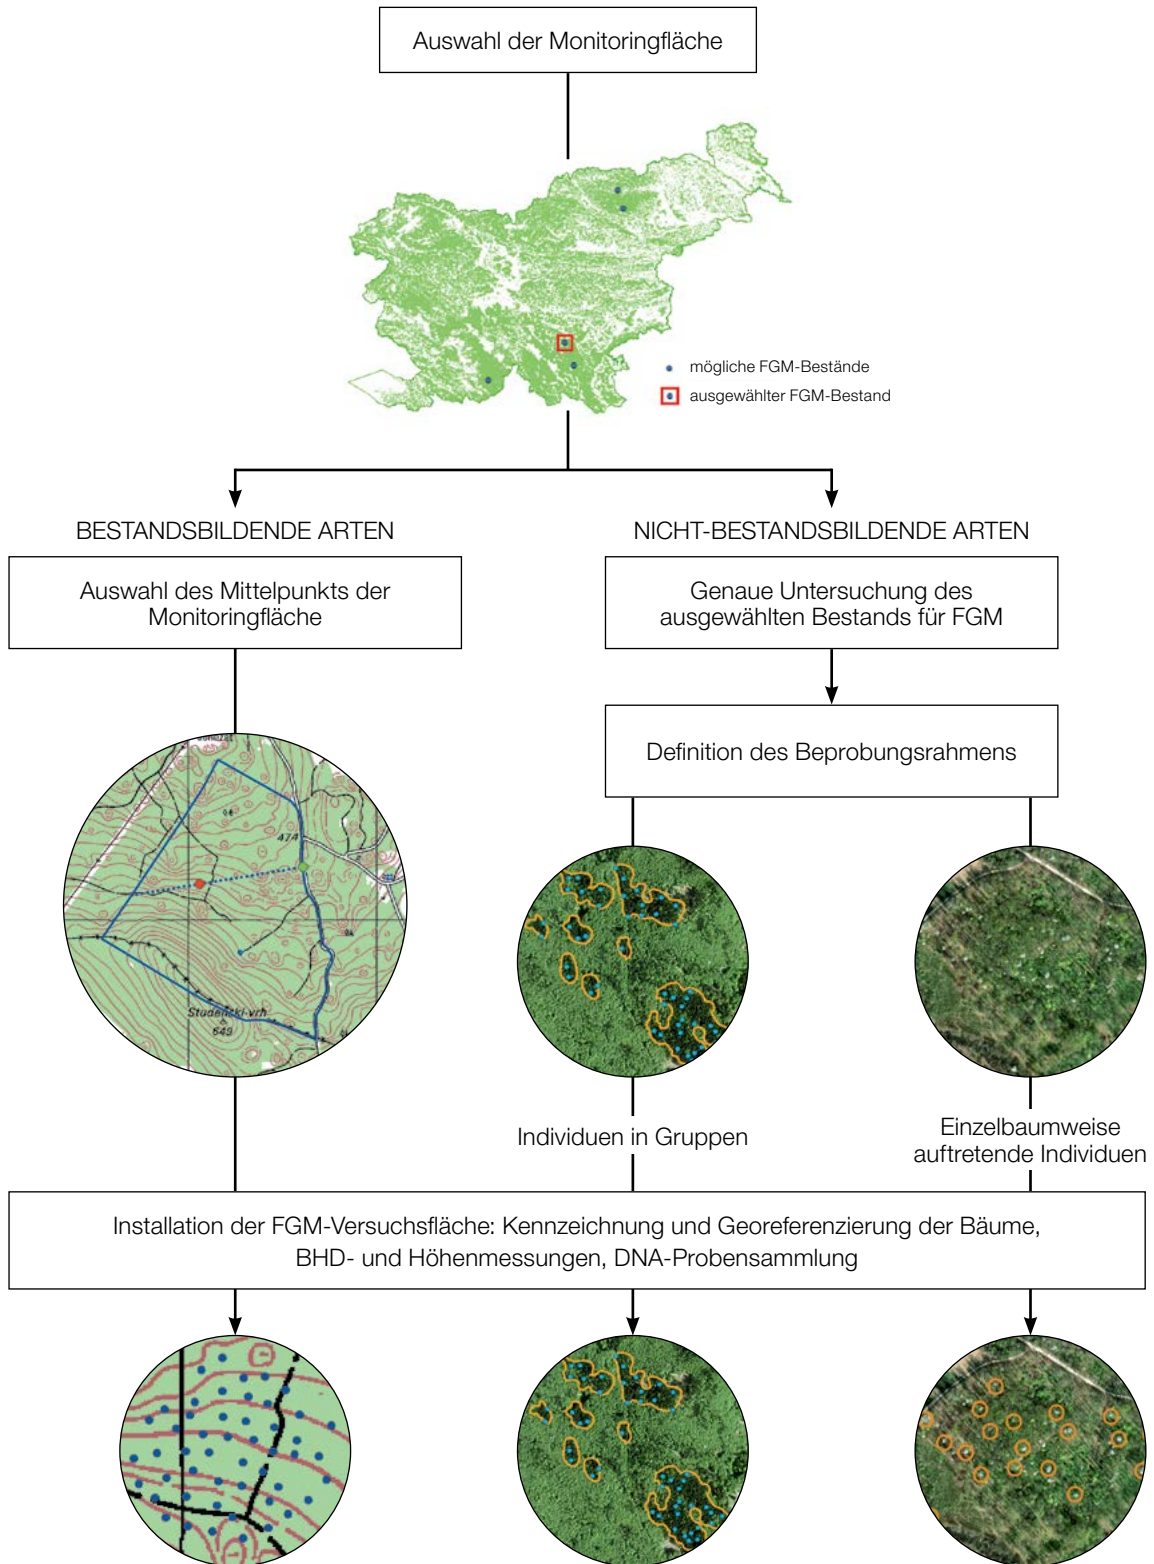 Auswahl der Monitoringfläche
mögliche FGM-Bestände
ausgewählter FGM-Bestand
BESTANDSBILDENDE ARTEN
NICHT-BESTANDSBILDENDE ARTEN
Auswahl des Mittelpunkts der
Monitoringfläche
Genaue Untersuchung des
ausgewählten Bestands für FGM
Definition des Beprobungsrahmens
474
Studenski vrh
649
Individuen in Gruppen
Einzelbaumweise
auftretende Individuen
Installation der FGM-Versuchsfläche: Kennzeichnung und Georeferenzierung der Bäume,
BHD- und Höhenmessungen, DNA-Probensammlung